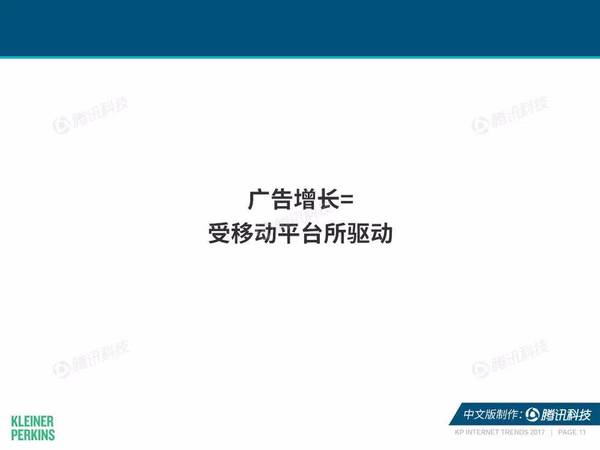 腾讯科技
腾讯科技
广告增长=
受移动平台所驱动
腾讯科技
腾讯科技
中文版制作：腾讯科技
KLEINER
PERKINS
KP INTERNET TRENDS 2017 | PAGE 11